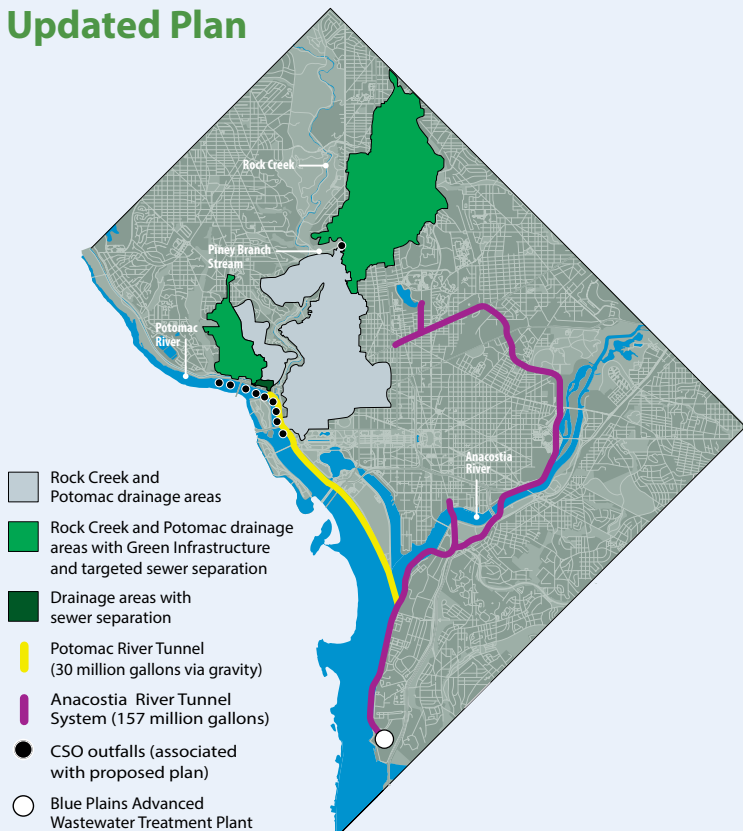 Updated Plan
Rock Creek
Piney Branch
Stream
Potomac
River
Anacostia
River
Rock Creek and
Potomac drainage areas
Rock Creek and Potomac drainage
areas with Green Infrastructure
and targeted sewer separation
Drainage areas with
sewer separation
Potomac River Tunnel
(30 million gallons via gravity)
Anacostia River Tunnel
System (157 million gallons)
CSO outfalls (associated
with proposed plan)
Blue Plains Advanced
Wastewater Treatment Plant